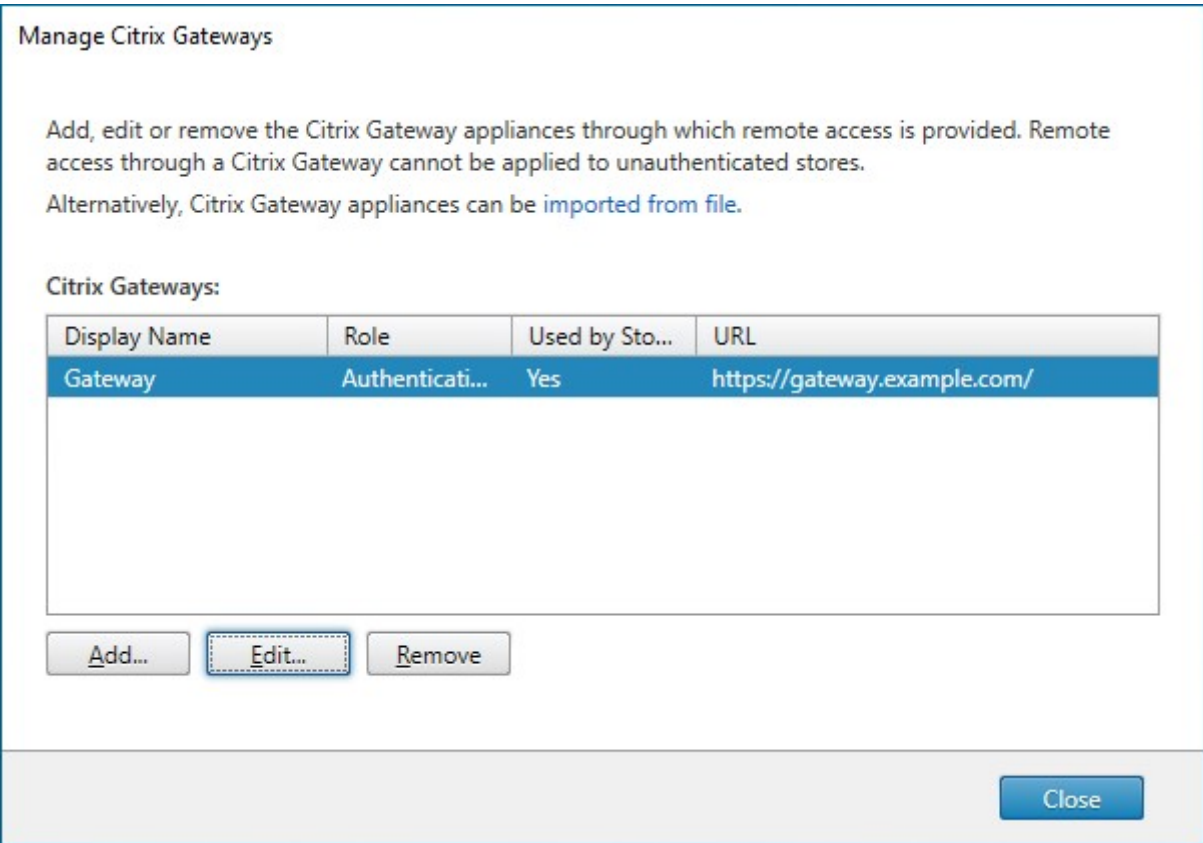 Manage Citrix Gateways
Add, edit or remove the Citrix Gateway appliances through which remote access is provided. Remote
access through a Citrix Gateway cannot be applied to unauthenticated stores.
Alternatively, Citrix Gateway appliances can be imported from file.
Citrix Gateways:
Display Name Role Used by Sto... URL
Gateway Authenticati... Yes https://gateway.example.com/
Add... Edit... Remove
Close